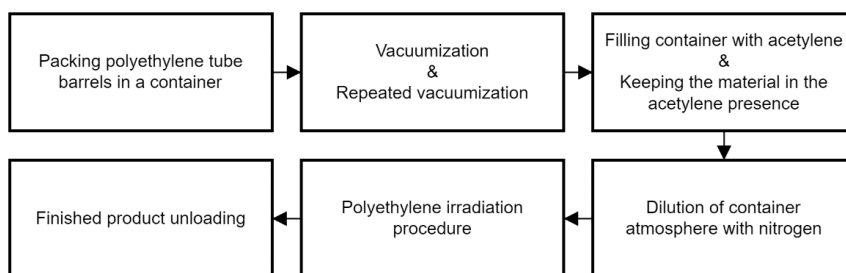 Packing polyethylene tube
barrels in a container
Vacuumization
&
Repeated vacuumization
Filling container with acetylene
&
Keeping the material in the
acetylene presence
Dilution of container
atmosphere with nitrogen
Polyethylene irradiation
procedure
Finished product unloading